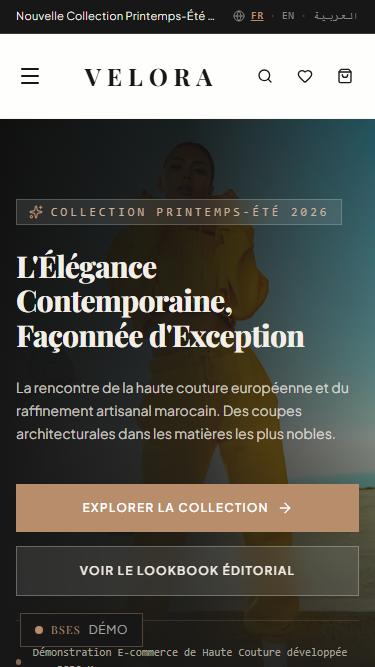 Nouvelle Collection Printemps-Été ... FR · EN · العربية
VELORA
COLLECTION PRINTEMPS-ÉTÉ 2026
L'Élégance
Contemporaine,
Façonnée d'Exception
La rencontre de la haute couture européenne et du
raffinement artisanal marocain. Des coupes
architecturales dans les matières les plus nobles.
EXPLORER LA COLLECTION →
VOIR LE LOOKBOOK ÉDITORIAL
BSES DÉMO
Démonstration E-commerce de Haute Couture développée